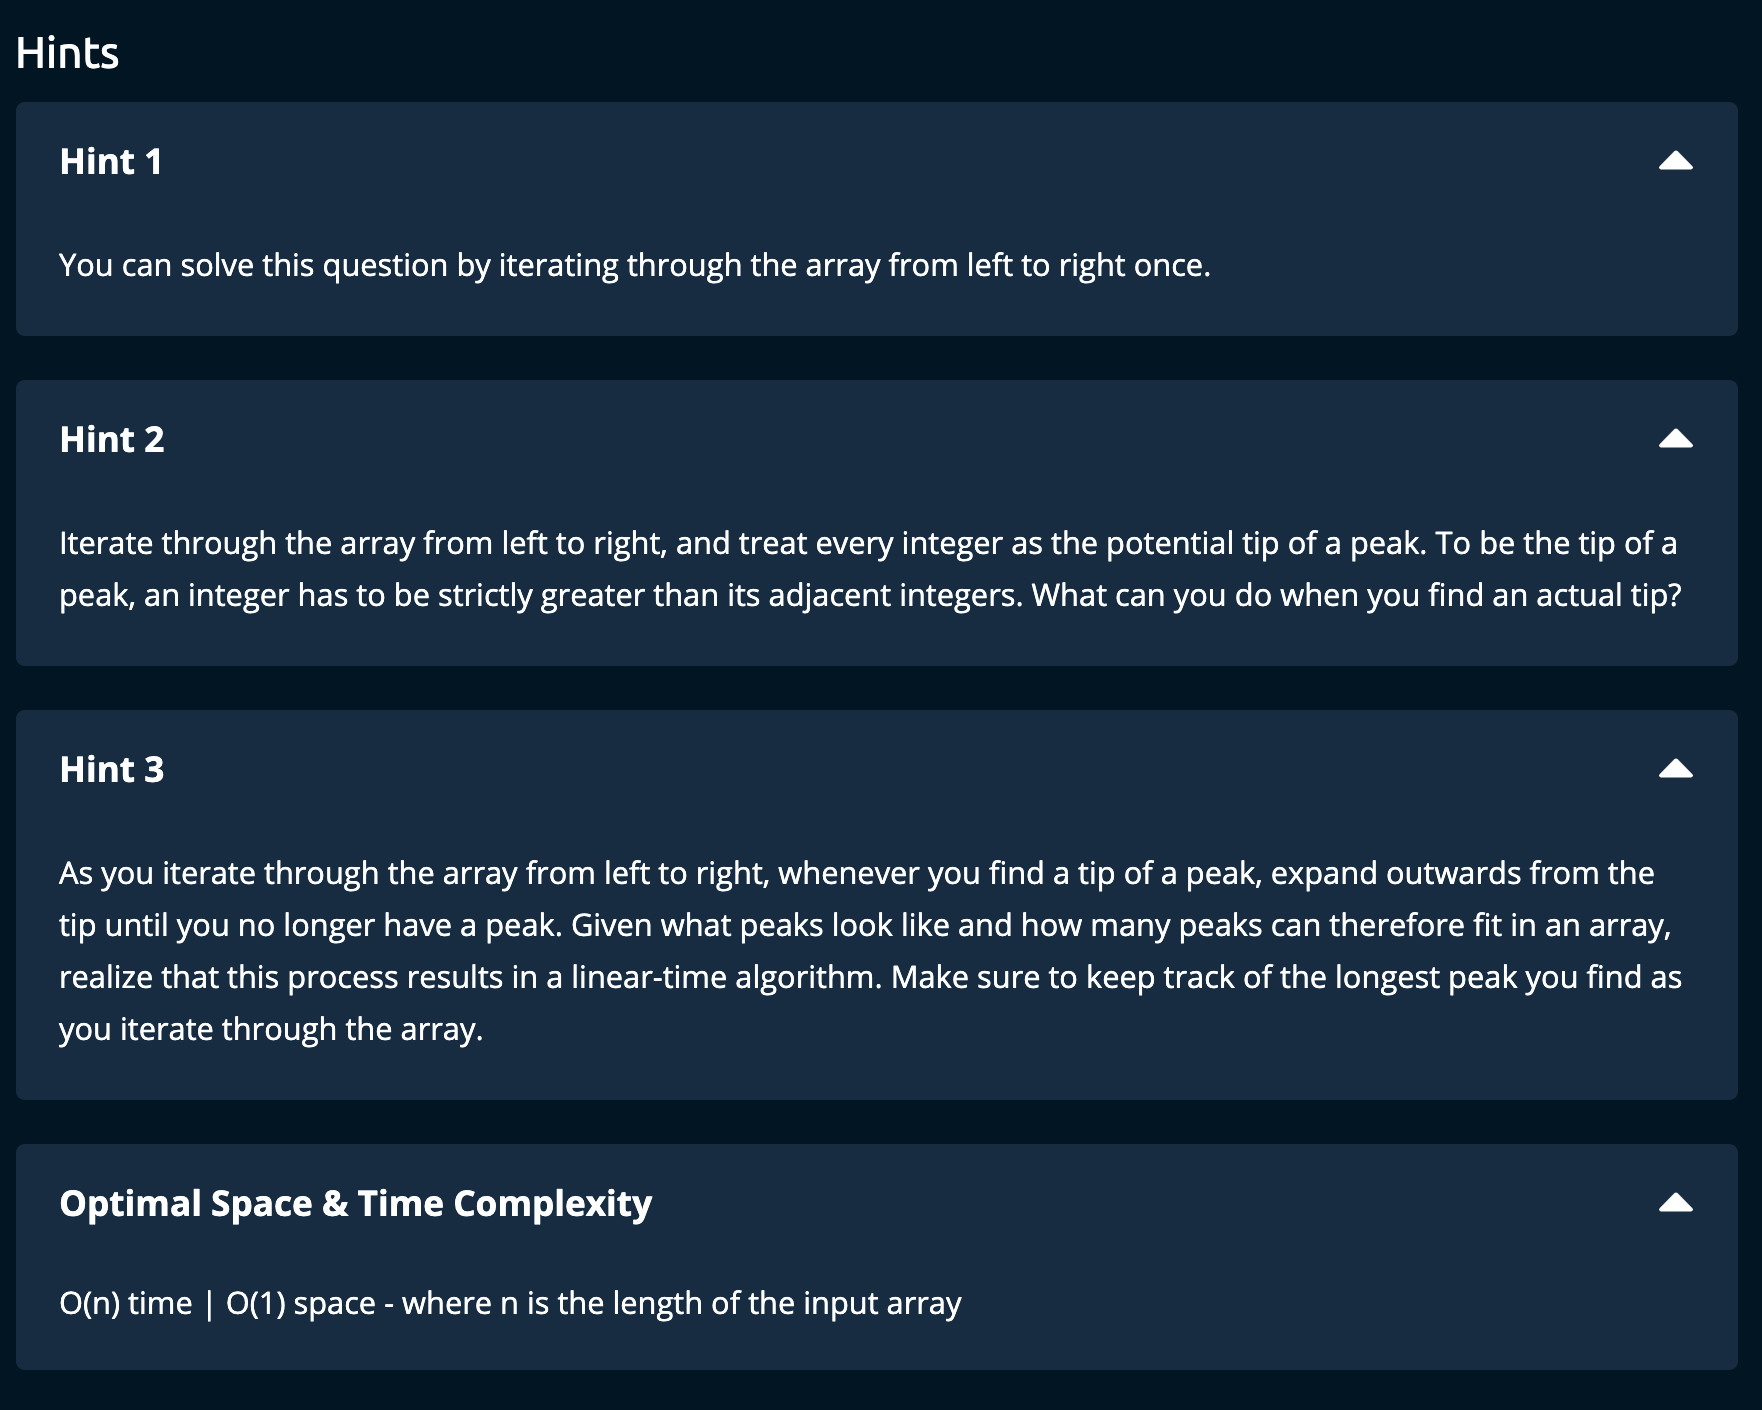 Hints
Hint 1
You can solve this question by iterating through the array from left to right once.
Hint 2
Iterate through the array from left to right, and treat every integer as the potential tip of a peak. To be the tip of a
peak, an integer has to be strictly greater than its adjacent integers. What can you do when you find an actual tip?
Hint 3
As you iterate through the array from left to right, whenever you find a tip of a peak, expand outwards from the
tip until you no longer have a peak. Given what peaks look like and how many peaks can therefore fit in an array,
realize that this process results in a linear-time algorithm. Make sure to keep track of the longest peak you find as
you iterate through the array.
Optimal Space & Time Complexity
O(n) time | O(1) space - where n is the length of the input array